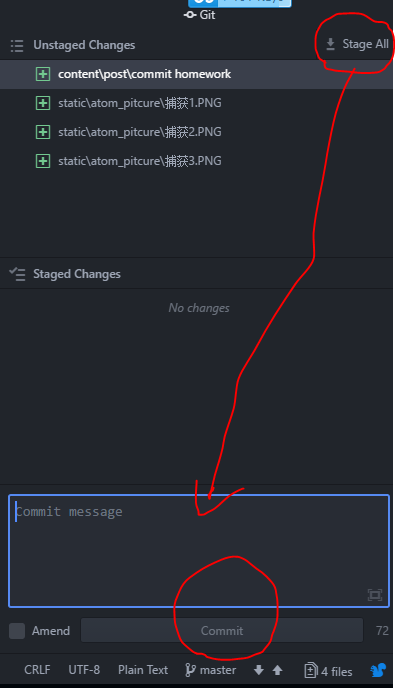 Git
Unstaged Changes
Stage All
content\post\commit homework
static\atom_pitcure\捕获1.PNG
static\atom_pitcure\捕获2.PNG
static\atom_pitcure\捕获3.PNG
Staged Changes
No changes
Commit message
Amend
Commit
72
CRLF UTF-8 Plain Text master 4 files